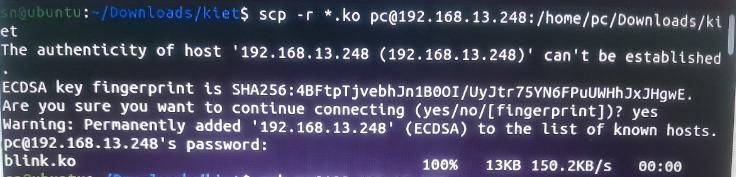 sn@ubuntu:~/Downloads/kiet$ scp -r *.ko pc@192.168.13.248:/home/pc/Downloads/ki
et
The authenticity of host '192.168.13.248 (192.168.13.248)' can't be established
.
ECDSA key fingerprint is SHA256:4BFtpTjvebhJn1B0OI/UyJtr75YN6FPuUWHhJxJHgwE.
Are you sure you want to continue connecting (yes/no/[fingerprint])? yes
Warning: Permanently added '192.168.13.248' (ECDSA) to the list of known hosts.
pc@192.168.13.248's password:
blink.ko 100% 13KB 150.2KB/s 00:00